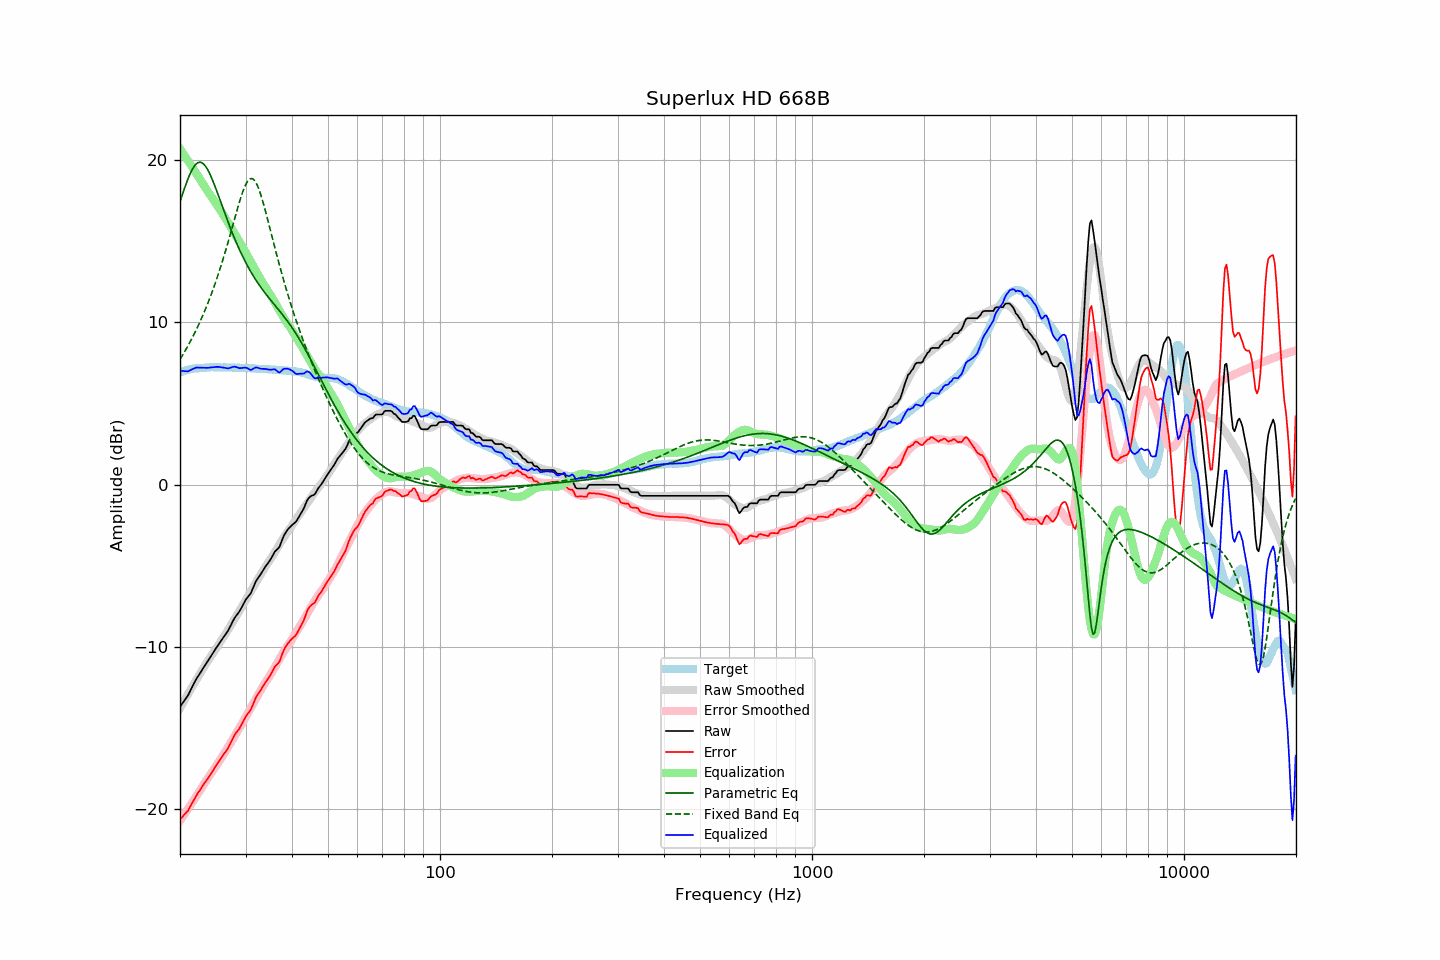 Superlux HD 668B
Amplitude (dBr)
20
10
0
−10
−20
Target
Raw Smoothed
Error Smoothed
Raw
Error
Equalization
Parametric Eq
Fixed Band Eq
Equalized
100
1000
10000
Frequency (Hz)